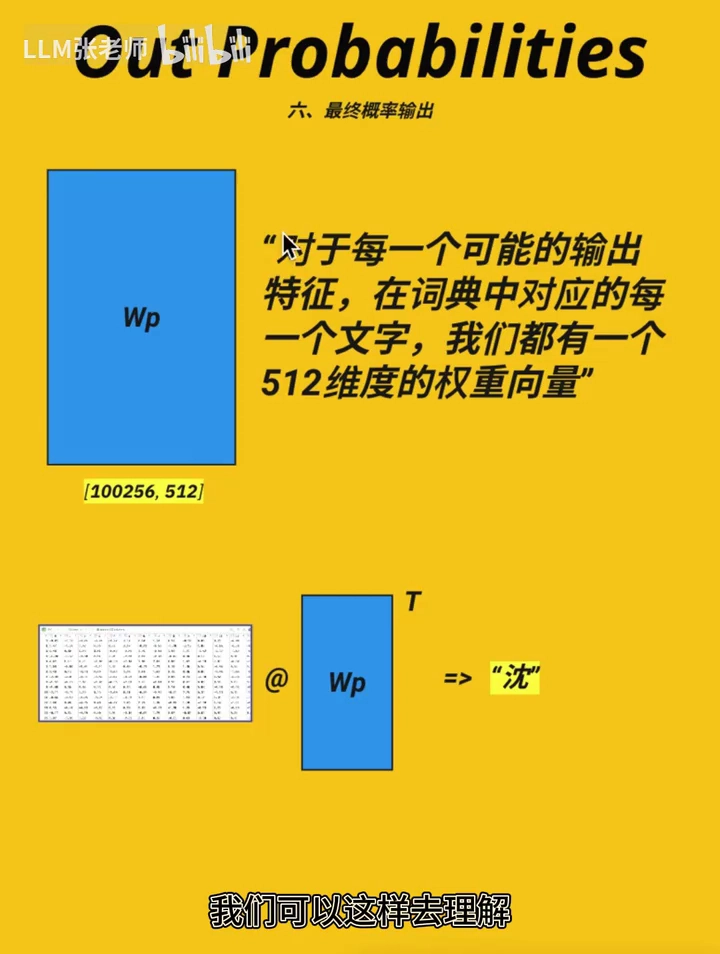 Out Probabilities
LLM张老师 bilibili
六、最终概率输出
Wp
“对于每一个可能的输出
特征，在词典中对应的每
一个文字，我们都有一个
512维度的权重向量”
[100256, 512]
T
@
Wp
=>
“沈”
我们可以这样去理解